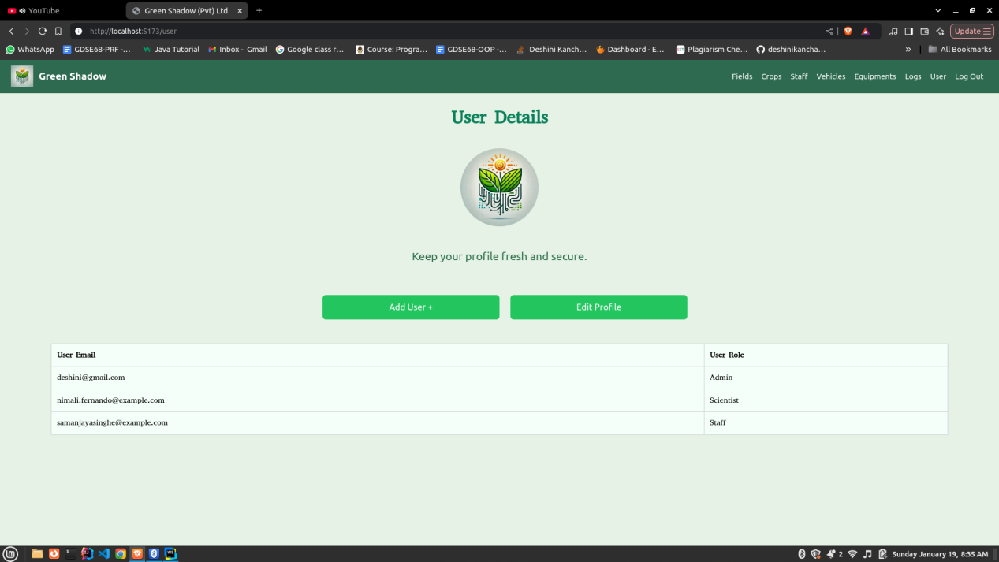 YouTube
Green Shadow (Pvt) Ltd.
http://localhost:5173/user
Update
WhatsApp
GDSE68-PRF -...
Java Tutorial
Inbox - Gmail
Google class r...
Course: Progra...
GDSE68-OOP -...
Deshini Kanch...
Dashboard - E...
SST
Plagiarism Che...
deshinikancha...
All Bookmarks
Green Shadow
Fields
Crops
Staff
Vehicles
Equipments
Logs
User
Log Out
User Details
Keep your profile fresh and secure.
Add User +
Edit Profile
User Email
User Role
deshini@gmail.com
Admin
nimali.fernando@example.com
Scientist
samanjayasinghe@example.com
Staff
WS
2
Sunday January 19, 8:35 AM